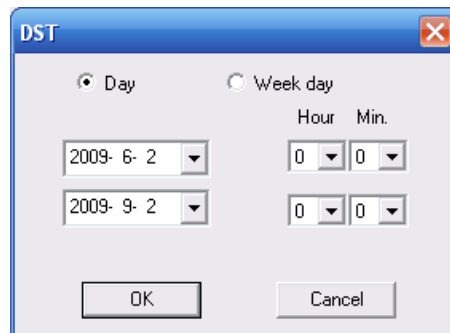 DST
Day Week day
Hour Min.
2009- 6- 2 0 0
2009- 9- 2 0 0
OK Cancel